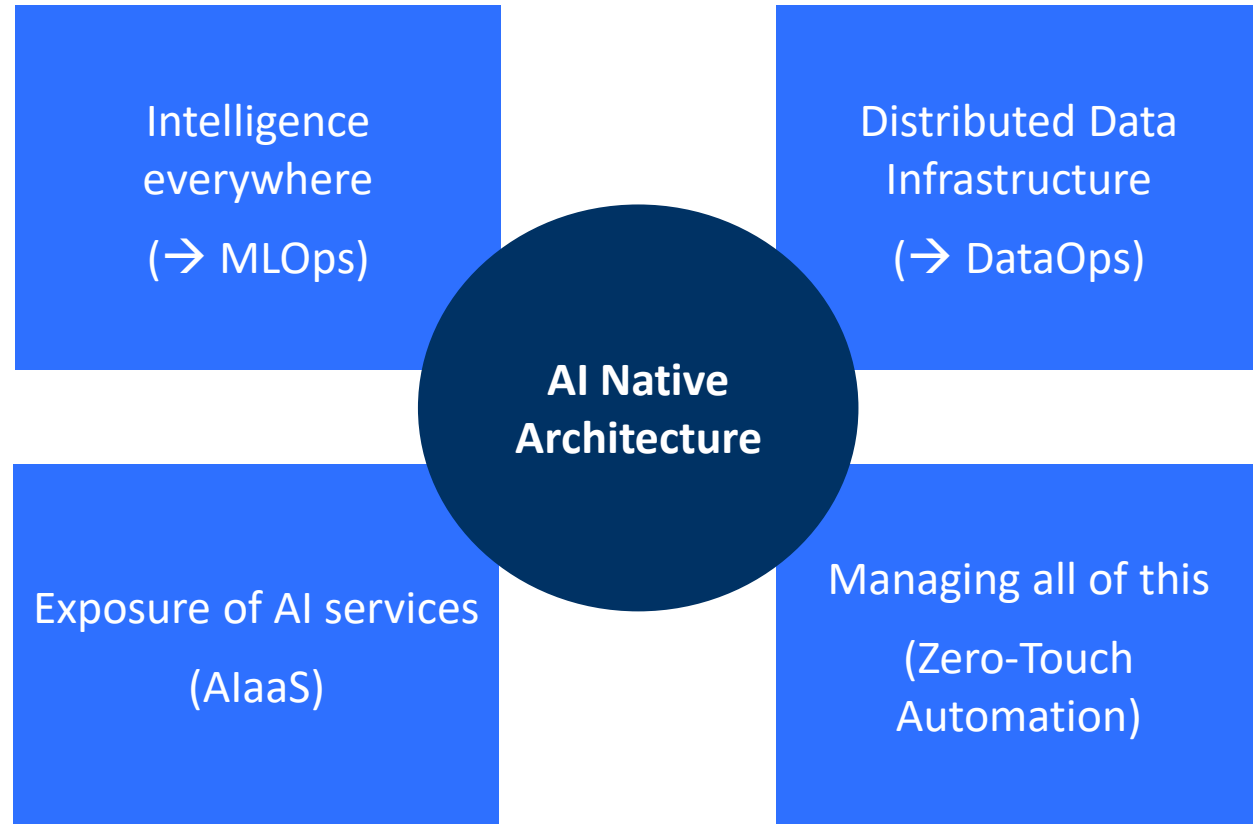 Intelligence
everywhere
(→ MLOps)
Distributed Data
Infrastructure
(→ DataOps)
AI Native
Architecture
Exposure of AI services
(AIaaS)
Managing all of this
(Zero-Touch
Automation)